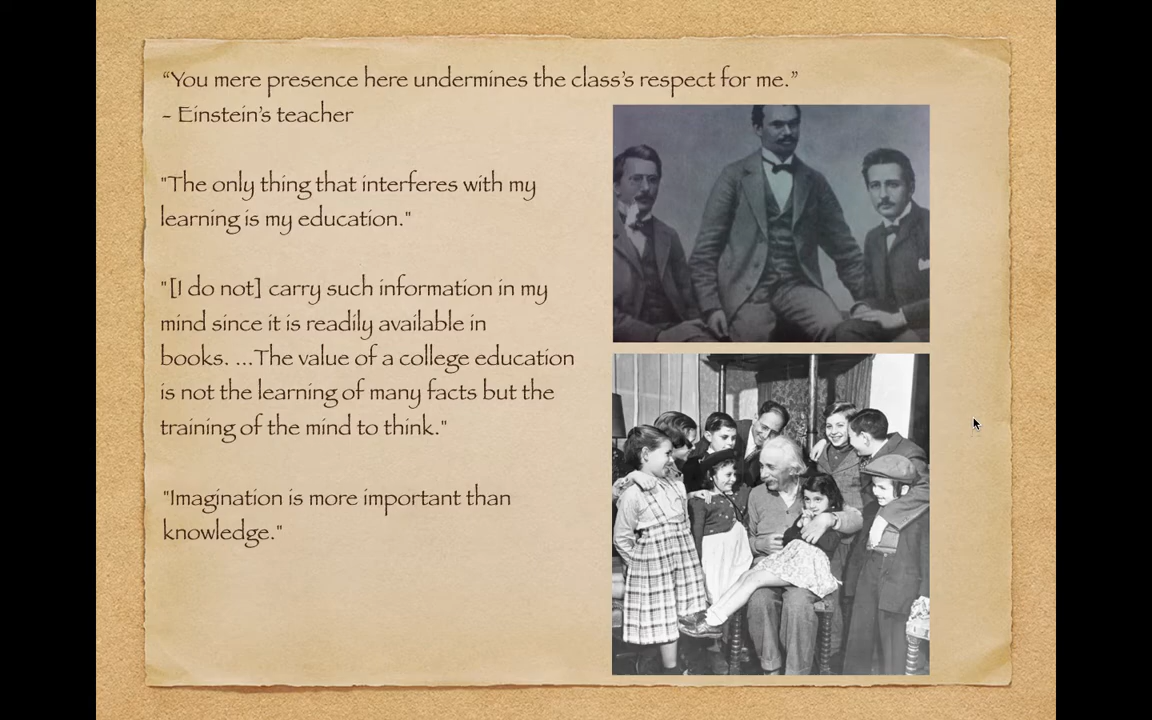 “You mere presence here undermines the class’s respect for me.”
- Einstein’s teacher
"The only thing that interferes with my
learning is my education."
"[I do not] carry such information in my
mind since it is readily available in
books. ...The value of a college education
is not the learning of many facts but the
training of the mind to think."
"Imagination is more important than
knowledge."